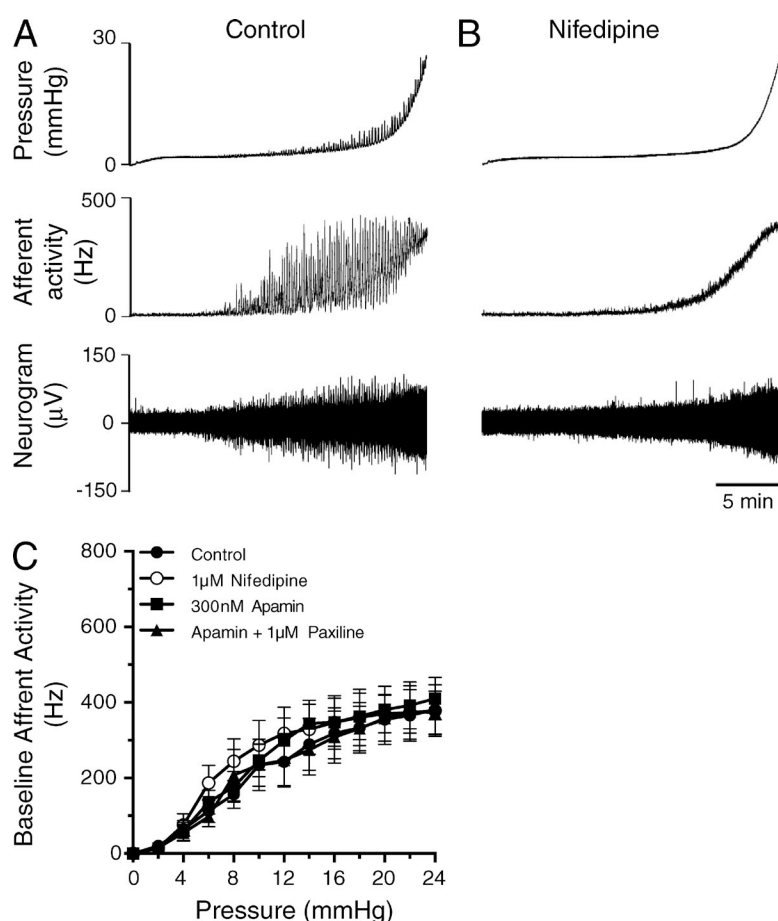 A Control
B Nifedipine
Pressure
(mmHg)
30
0
Afferent
activity
(Hz)
500
0
Neurogram
(µV)
150
0
-150
5 min
C
Baseline Affrent Activity
(Hz)
800
600
400
200
0
Control
1µM Nifedipine
300nM Apamin
Apamin + 1µM Paxiline
0 4 8 12 16 20 24
Pressure (mmHg)